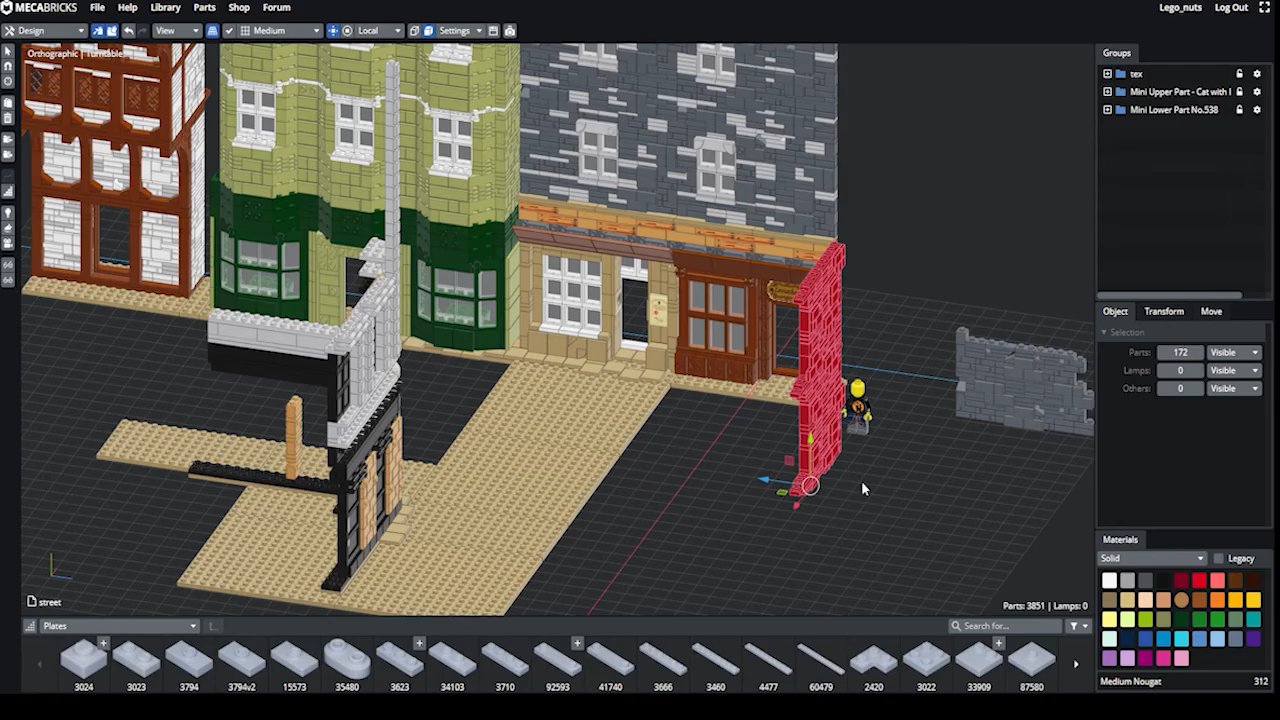 MECABRICKS File Help Library Parts Shop Forum Lego_nuts Log Out
Design View Medium Local Settings
Orthographic | Turntable
Groups
tex
Mini Upper Part - Cat with l
Mini Lower Part No.538
Object Transform Move
Selection
Parts: 172 Visible
Lamps: 0 Visible
Others: 0 Visible
Materials
Solid Legacy
street
Parts: 3851 | Lamps: 0
Plates Search for...
3024 3023 3794 3794v2 15573 35480 3623 34103 3710 92593 41740 3666 3460 4477 60479 2420 3022 33909 87580
Medium Nougat 312